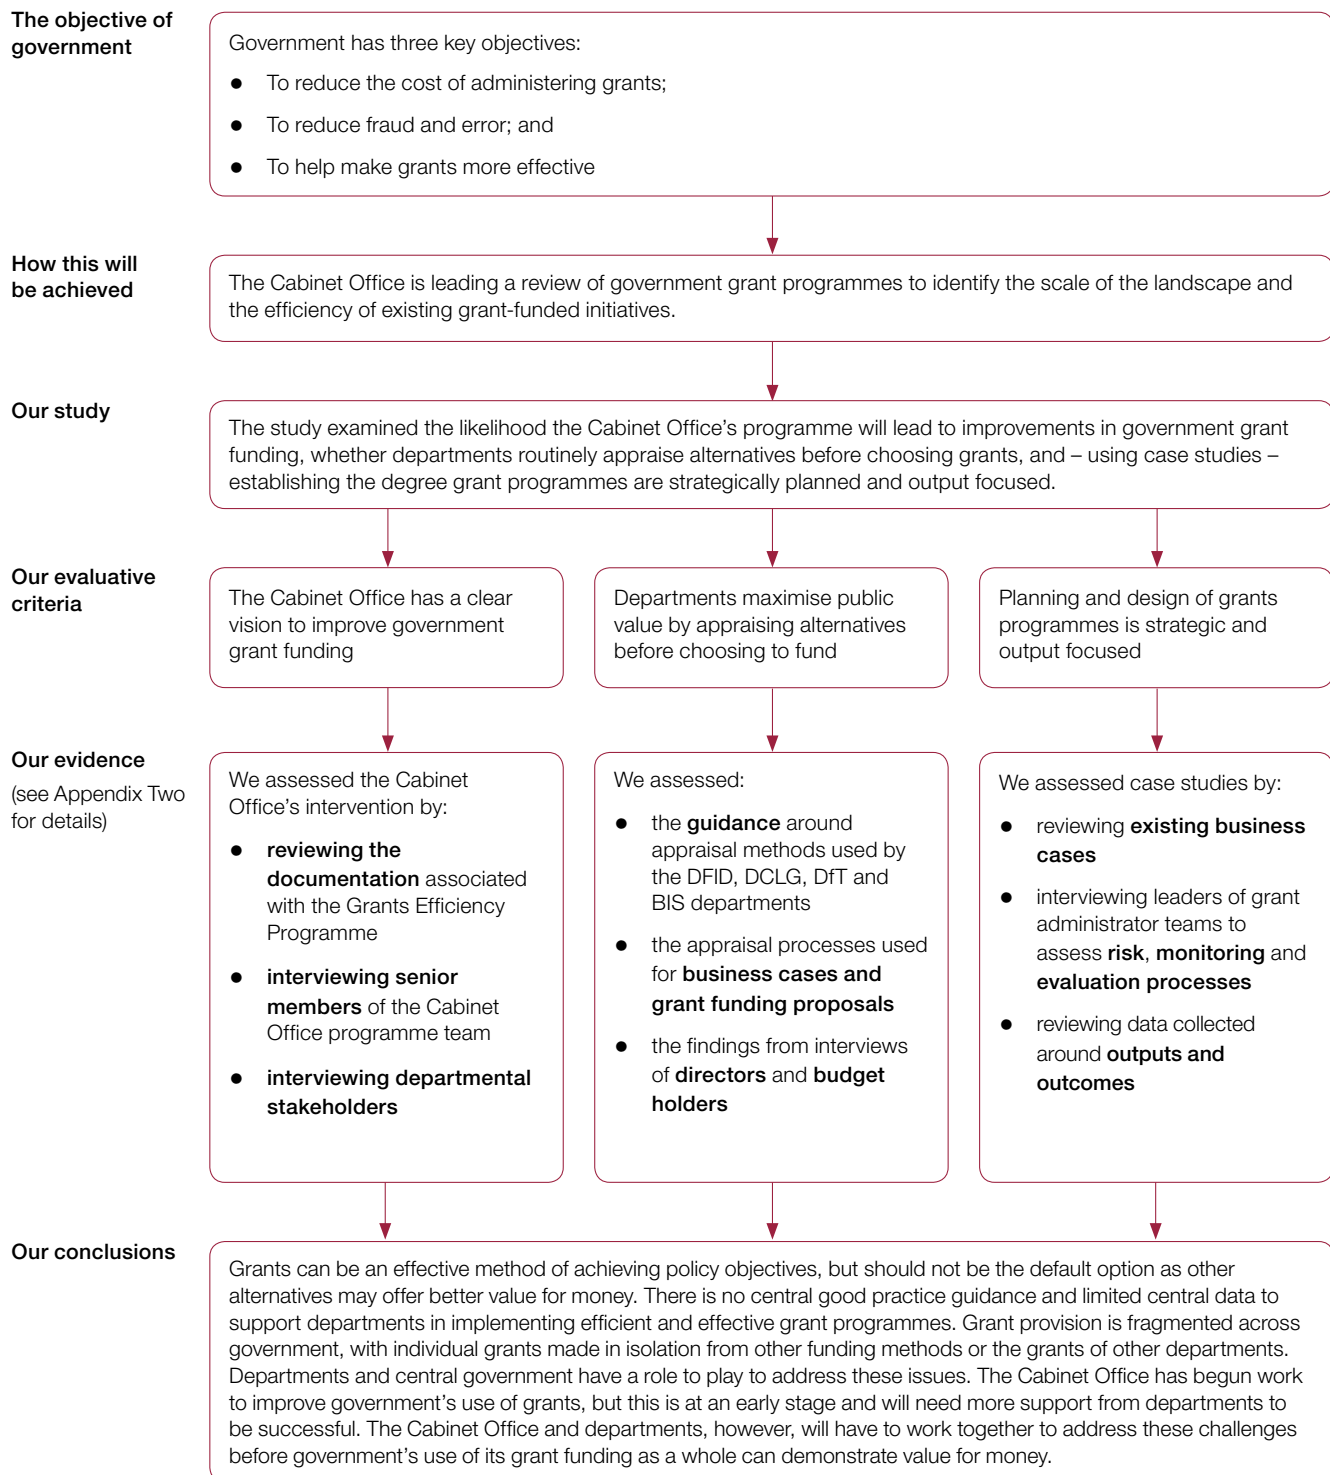 The objective of
government
Government has three key objectives:
● To reduce the cost of administering grants;
● To reduce fraud and error; and
● To help make grants more effective
How this will
be achieved
The Cabinet Office is leading a review of government grant programmes to identify the scale of the landscape and
the efficiency of existing grant-funded initiatives.
Our study
The study examined the likelihood the Cabinet Office's programme will lead to improvements in government grant
funding, whether departments routinely appraise alternatives before choosing grants, and – using case studies –
establishing the degree grant programmes are strategically planned and output focused.
Our evaluative
criteria
The Cabinet Office has a clear
vision to improve government
grant funding
Departments maximise public
value by appraising alternatives
before choosing to fund
Planning and design of grants
programmes is strategic and
output focused
Our evidence
(see Appendix Two
for details)
We assessed the Cabinet
Office's intervention by:
● reviewing the
documentation associated
with the Grants Efficiency
Programme
● interviewing senior
members of the Cabinet
Office programme team
● interviewing departmental
stakeholders
We assessed:
● the guidance around
appraisal methods used by
the DFID, DCLG, DfT and
BIS departments
● the appraisal processes used
for business cases and
grant funding proposals
● the findings from interviews
of directors and budget
holders
We assessed case studies by:
● reviewing existing business
cases
● interviewing leaders of grant
administrator teams to
assess risk, monitoring and
evaluation processes
● reviewing data collected
around outputs and
outcomes
Our conclusions
Grants can be an effective method of achieving policy objectives, but should not be the default option as other
alternatives may offer better value for money. There is no central good practice guidance and limited central data to
support departments in implementing efficient and effective grant programmes. Grant provision is fragmented across
government, with individual grants made in isolation from other funding methods or the grants of other departments.
Departments and central government have a role to play to address these issues. The Cabinet Office has begun work
to improve government's use of grants, but this is at an early stage and will need more support from departments to
be successful. The Cabinet Office and departments, however, will have to work together to address these challenges
before government's use of its grant funding as a whole can demonstrate value for money.